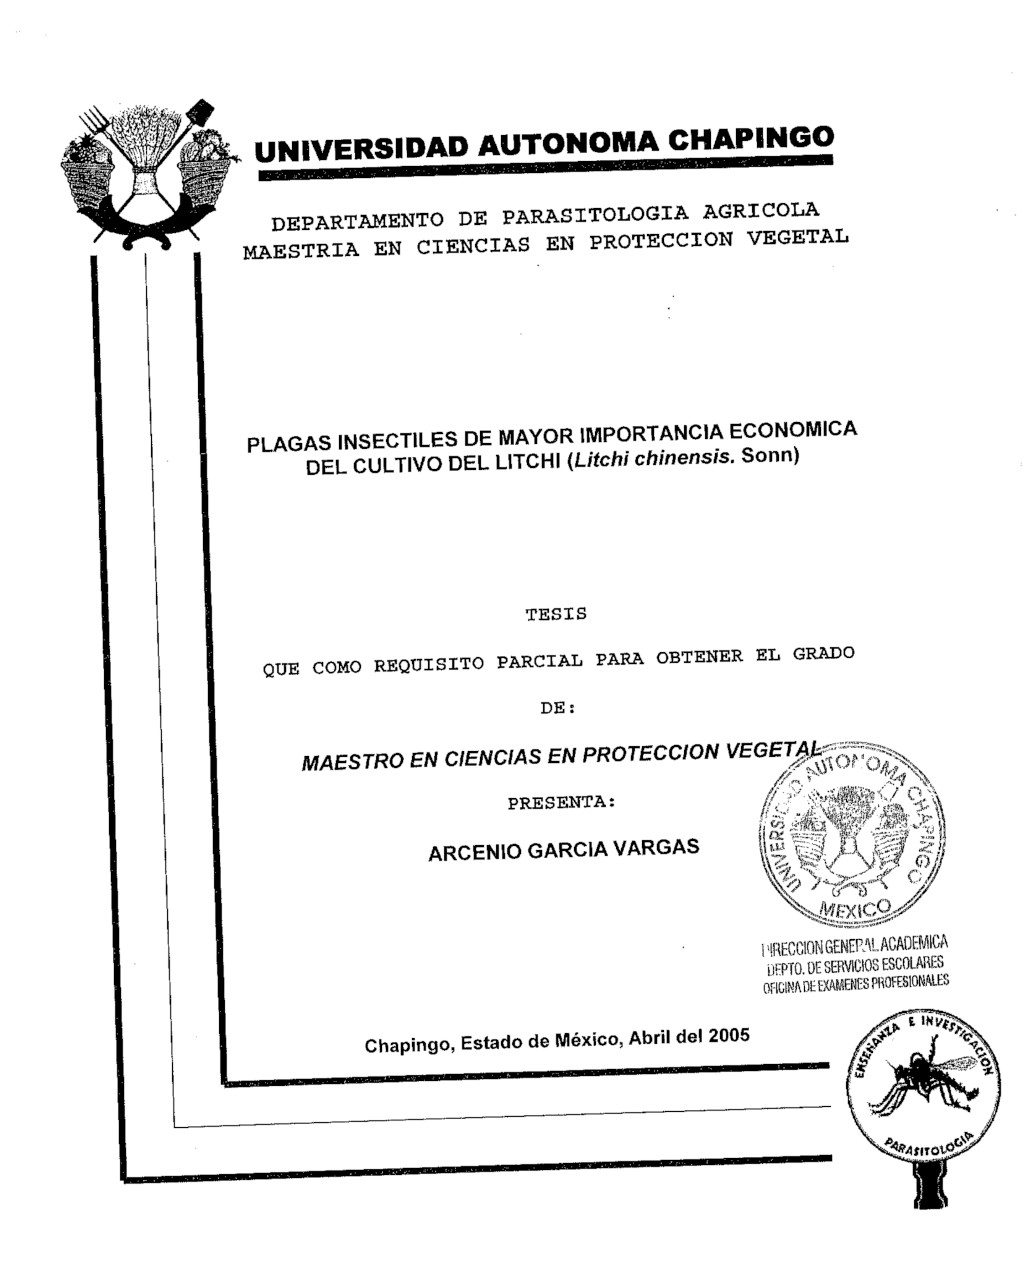 UNIVERSIDAD AUTONOMA CHAPINGO
DEPARTAMENTO DE PARASITOLOGIA AGRICOLA
MAESTRIA EN CIENCIAS EN PROTECCION VEGETAL
PLAGAS INSECTILES DE MAYOR IMPORTANCIA ECONOMICA
DEL CULTIVO DEL LITCHI (Litchi chinensis. Sonn)
TESIS
QUE COMO REQUISITO PARCIAL PARA OBTENER EL GRADO
DE:
MAESTRO EN CIENCIAS EN PROTECCION VEGETAL
PRESENTA:
ARCENIO GARCIA VARGAS
UNIVERSIDAD AUTONOMA CHAPINGO
MEXICO
DIRECCION GENERAL ACADEMICA
DEPTO. DE SERVICIOS ESCOLARES
OFICINA DE EXAMENES PROFESIONALES
Chapingo, Estado de México, Abril del 2005
ENSEÑANZA E INVESTIGACION
PARASITOLOGIA